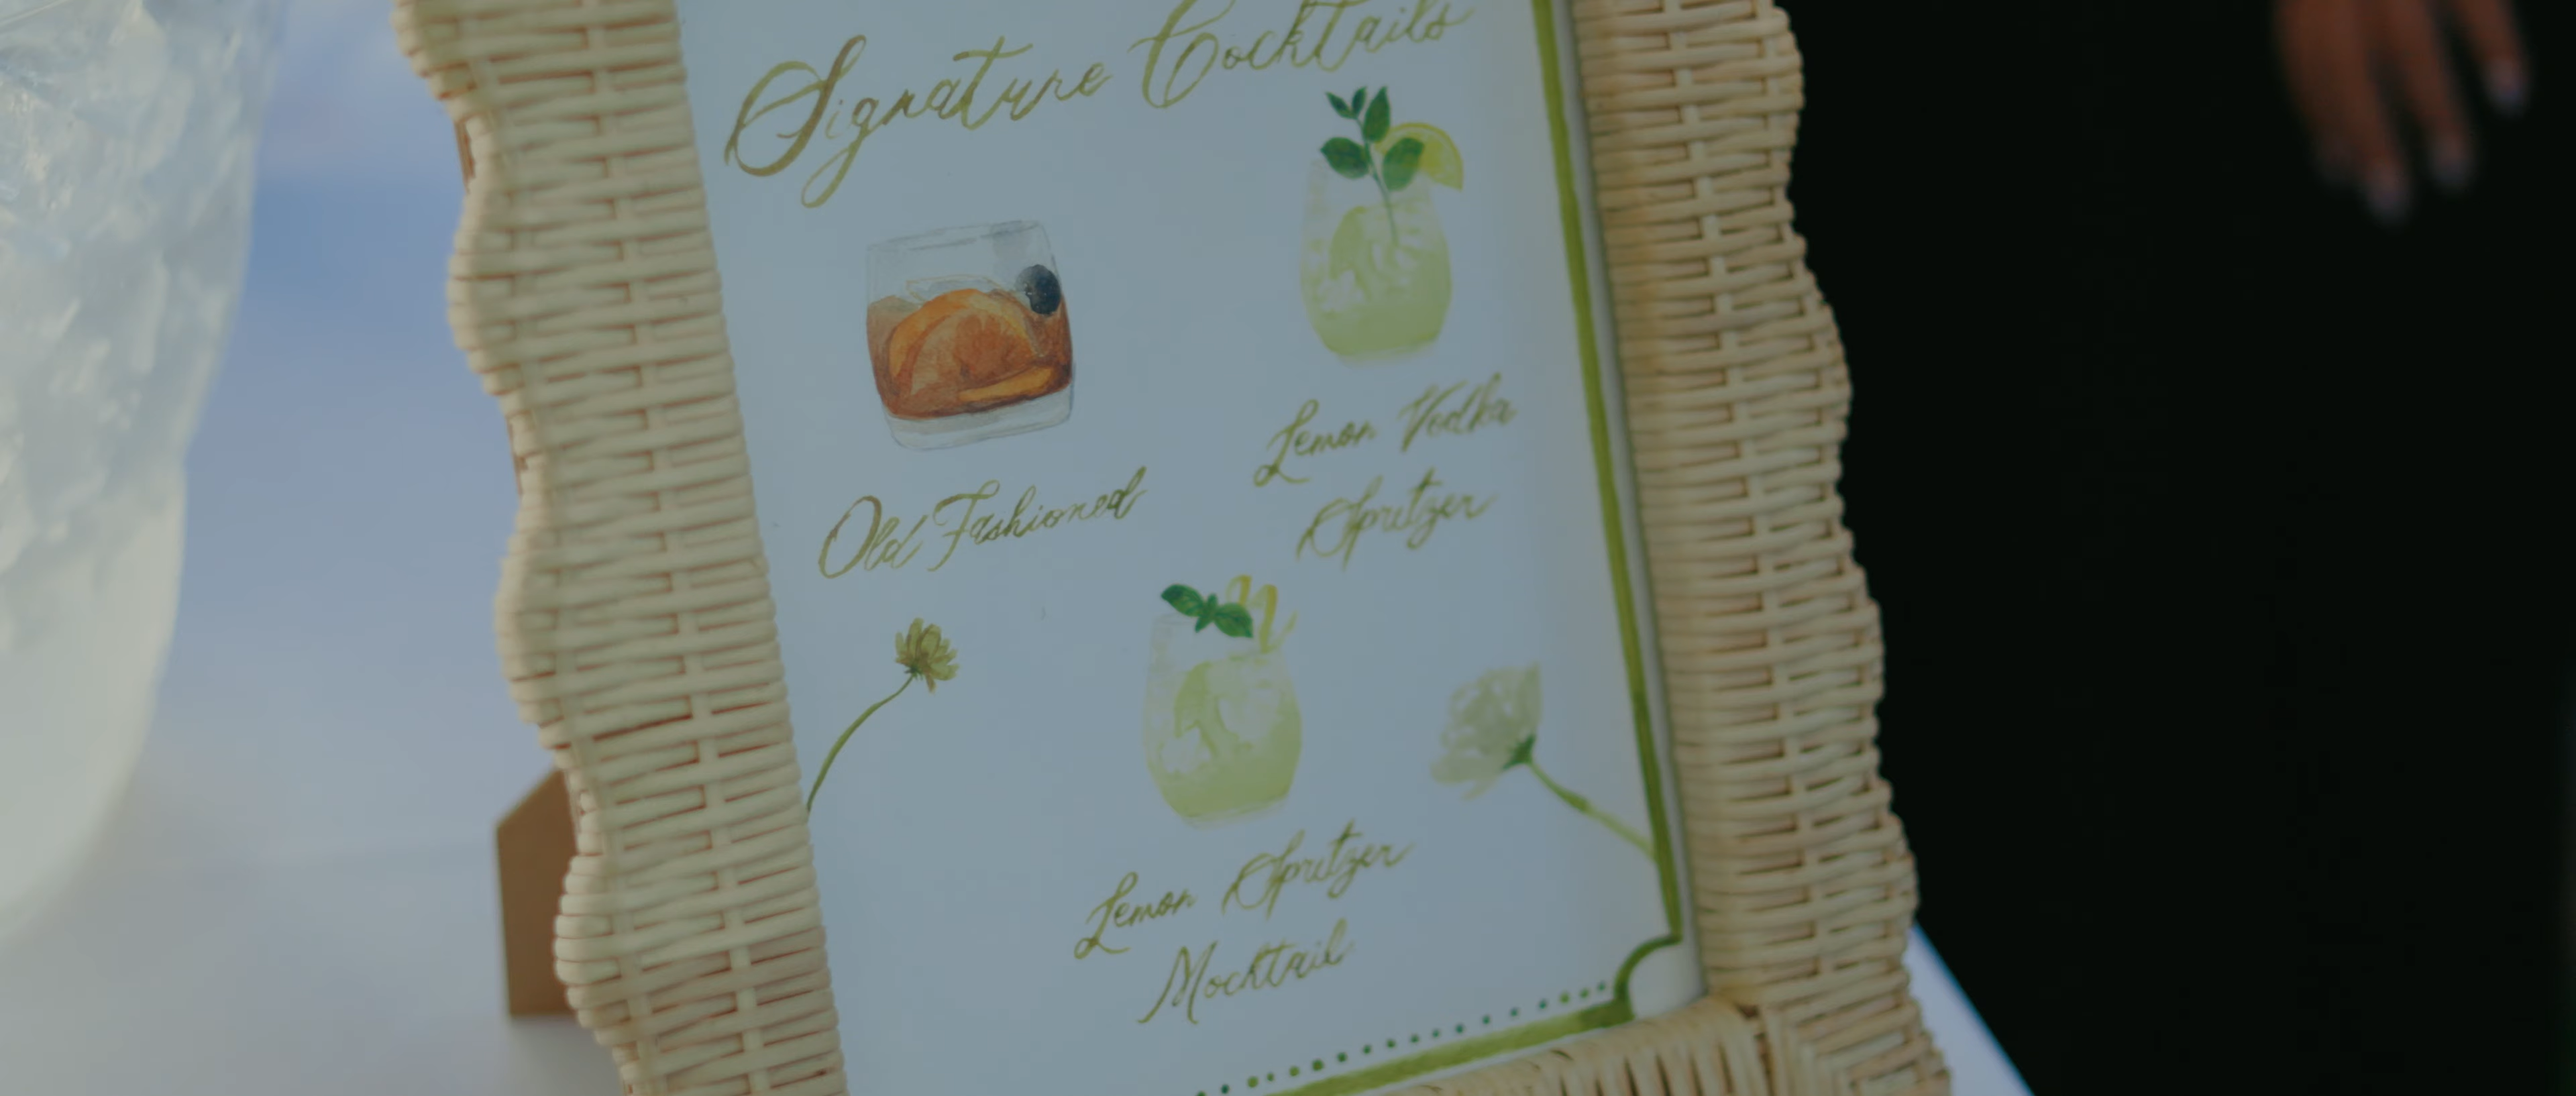 Signature Cocktails
Old Fashioned
Lemon Vodka
Spritzer
Lemon Spritzer
Mocktail